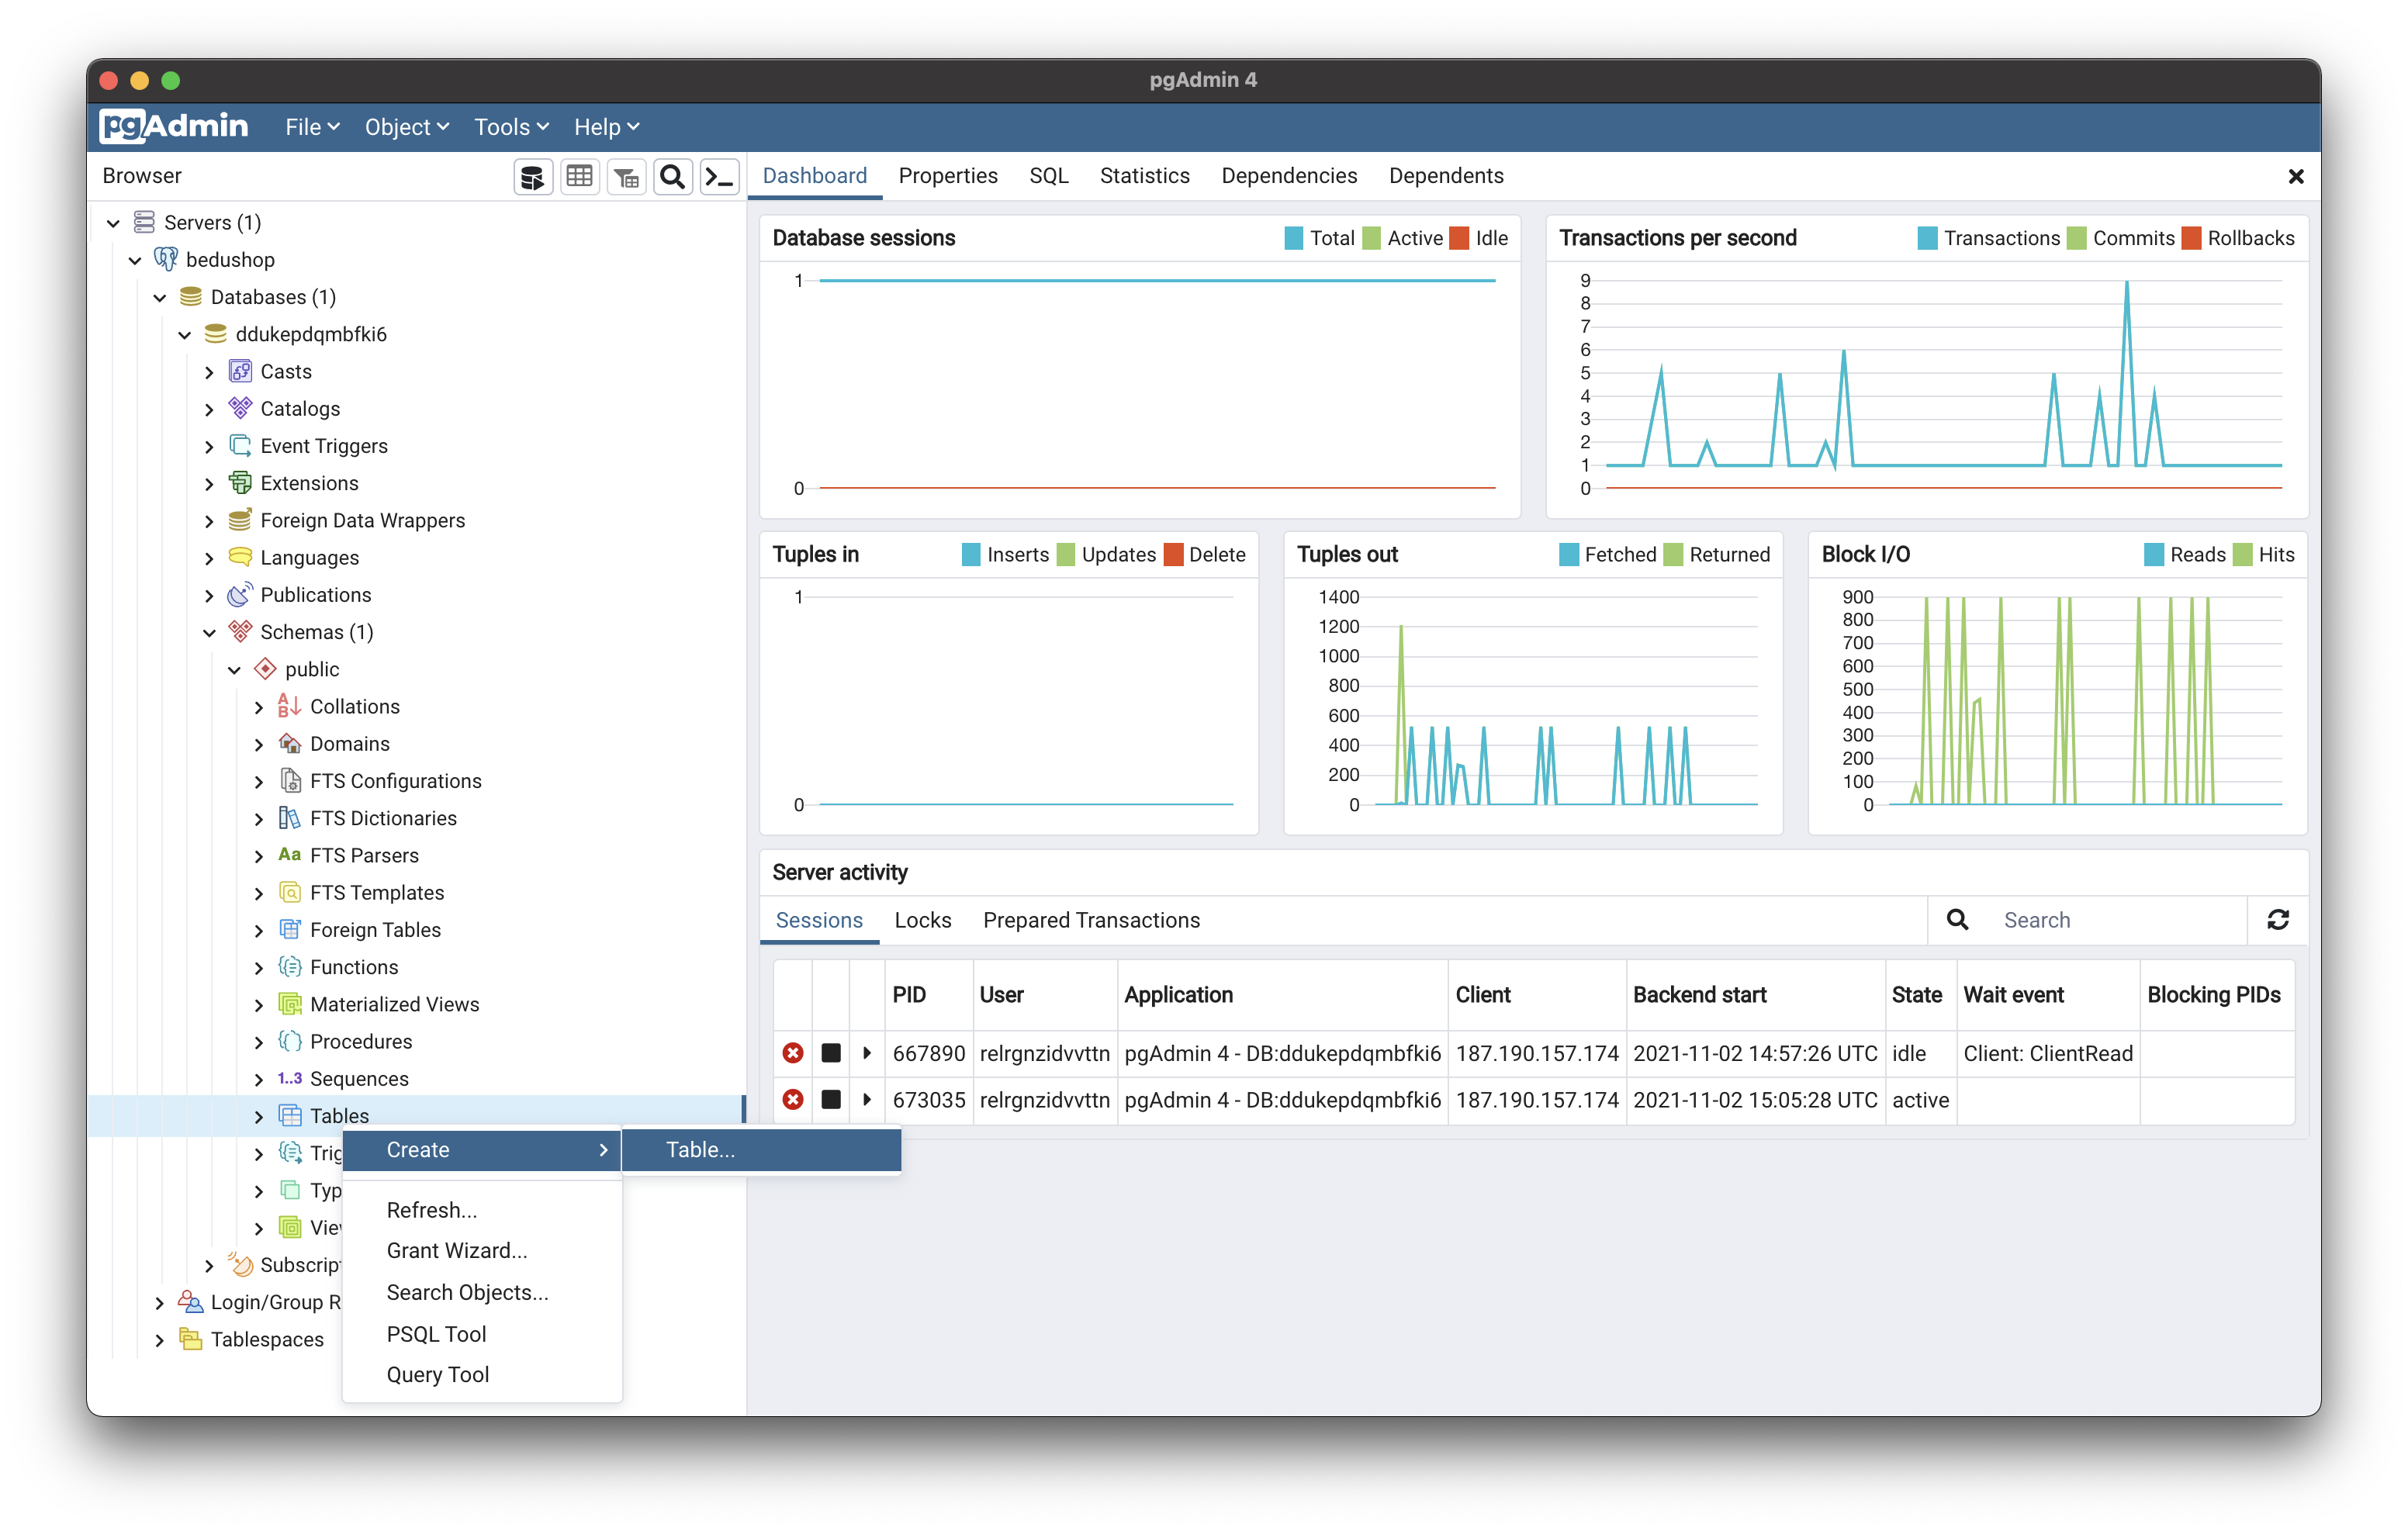 pgAdmin 4
pgAdmin File Object Tools Help
Browser
Dashboard Properties SQL Statistics Dependencies Dependents
Servers (1)
bedushop
Databases (1)
ddukepdqmbfki6
Casts
Catalogs
Event Triggers
Extensions
Foreign Data Wrappers
Languages
Publications
Schemas (1)
public
Collations
Domains
FTS Configurations
FTS Dictionaries
Aa FTS Parsers
FTS Templates
Foreign Tables
Functions
Materialized Views
Procedures
1..3 Sequences
Tables
Trig
Typ
Vie
Subscrip
Login/Group R
Tablespaces
Create
Table...
Refresh...
Grant Wizard...
Search Objects...
PSQL Tool
Query Tool
Database sessions Total Active Idle
1
0
Transactions per second Transactions Commits Rollbacks
9
8
7
6
5
4
3
2
1
0
Tuples in Inserts Updates Delete
1
0
Tuples out Fetched Returned
1400
1200
1000
800
600
400
200
0
Block I/O Reads Hits
900
800
700
600
500
400
300
200
100
0
Server activity
Sessions Locks Prepared Transactions Search
PID User Application Client Backend start State Wait event Blocking PIDs
667890 relrgnzidvvttn pgAdmin 4 - DB:ddukepdqmbfki6 187.190.157.174 2021-11-02 14:57:26 UTC idle Client: ClientRead
673035 relrgnzidvvttn pgAdmin 4 - DB:ddukepdqmbfki6 187.190.157.174 2021-11-02 15:05:28 UTC active